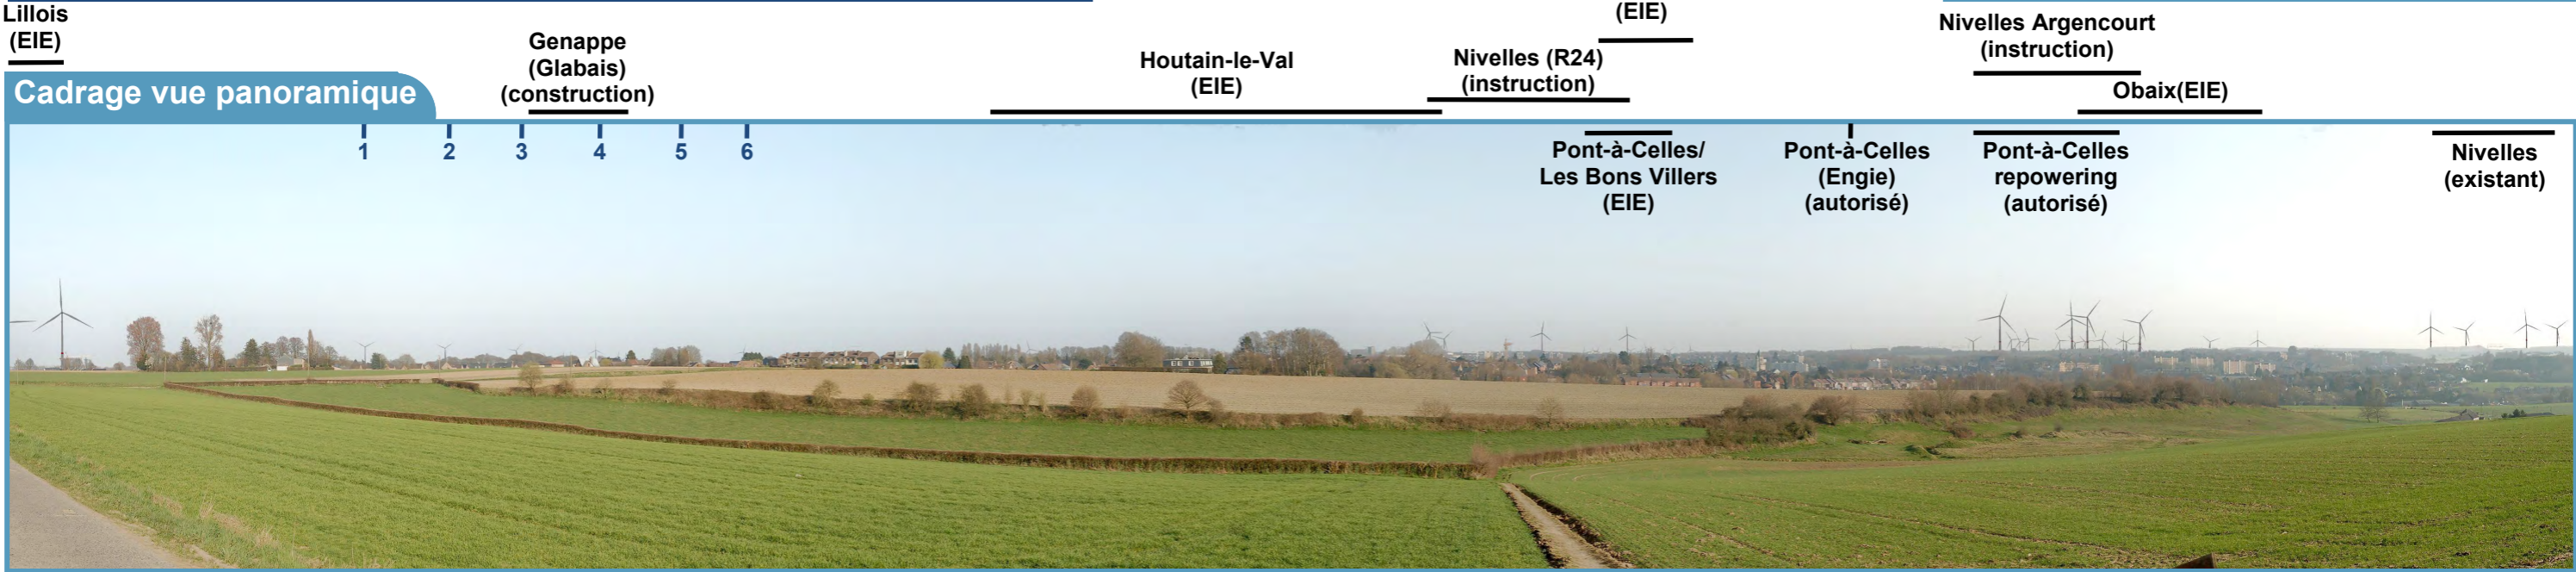 Lillois
(EIE)
Cadrage vue panoramique
Genappe
(Glabais)
(construction)
Houtain-le-Val
(EIE)
Nivelles (R24)
(instruction)
(EIE)
Nivelles Argencourt
(instruction)
Obaix(EIE)
1
2
3
4
5
6
Pont-à-Celles/
Les Bons Villers
(EIE)
Pont-à-Celles
(Engie)
(autorisé)
Pont-à-Celles
repowering
(autorisé)
Nivelles
(existant)